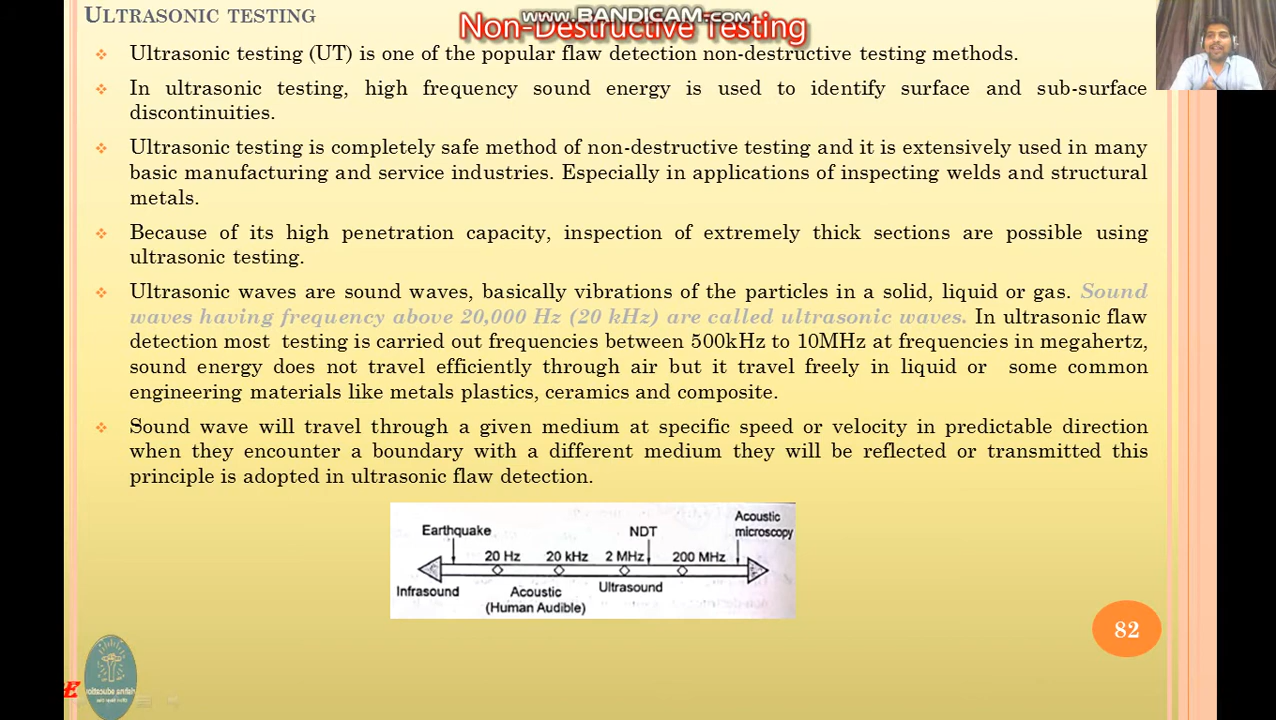 ULTRASONIC TESTING
www.BANDICAM.com
Non-Destructive Testing
Ultrasonic testing (UT) is one of the popular flaw detection non-destructive testing methods.
In ultrasonic testing, high frequency sound energy is used to identify surface and sub-surface
discontinuities.
Ultrasonic testing is completely safe method of non-destructive testing and it is extensively used in many
basic manufacturing and service industries. Especially in applications of inspecting welds and structural
metals.
Because of its high penetration capacity, inspection of extremely thick sections are possible using
ultrasonic testing.
Ultrasonic waves are sound waves, basically vibrations of the particles in a solid, liquid or gas. Sound
waves having frequency above 20,000 Hz (20 kHz) are called ultrasonic waves. In ultrasonic flaw
detection most testing is carried out frequencies between 500kHz to 10MHz at frequencies in megahertz,
sound energy does not travel efficiently through air but it travel freely in liquid or some common
engineering materials like metals plastics, ceramics and composite.
Sound wave will travel through a given medium at specific speed or velocity in predictable direction
when they encounter a boundary with a different medium they will be reflected or transmitted this
principle is adopted in ultrasonic flaw detection.
Earthquake NDT Acoustic
microscopy
20 Hz 20 kHz 2 MHz 200 MHz
Infrasound Acoustic Ultrasound
(Human Audible)
82
E